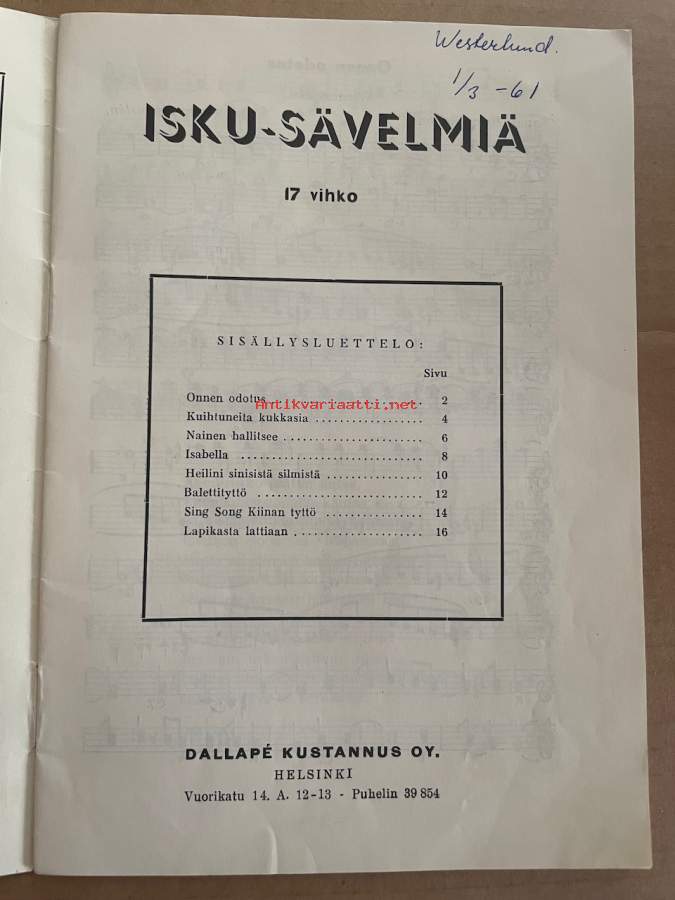 Westerlund.
1/3 -61
ISKU-SÄVELMIÄ
17 vihko
SISÄLLYSLUETTELO:
Sivu
Onnen odotus .................... 2
Antikvariaatti.net
Kuihtuneita kukkasia .................. 4
Nainen hallitsee ....................... 6
Isabella .............................. 8
Heilini sinisistä silmistä ................ 10
Balettityttö ........................... 12
Sing Song Kiinan tyttö ................ 14
Lapikasta lattiaan ..................... 16
DALLAPÉ KUSTANNUS OY.
HELSINKI
Vuorikatu 14. A. 12-13 - Puhelin 39 854